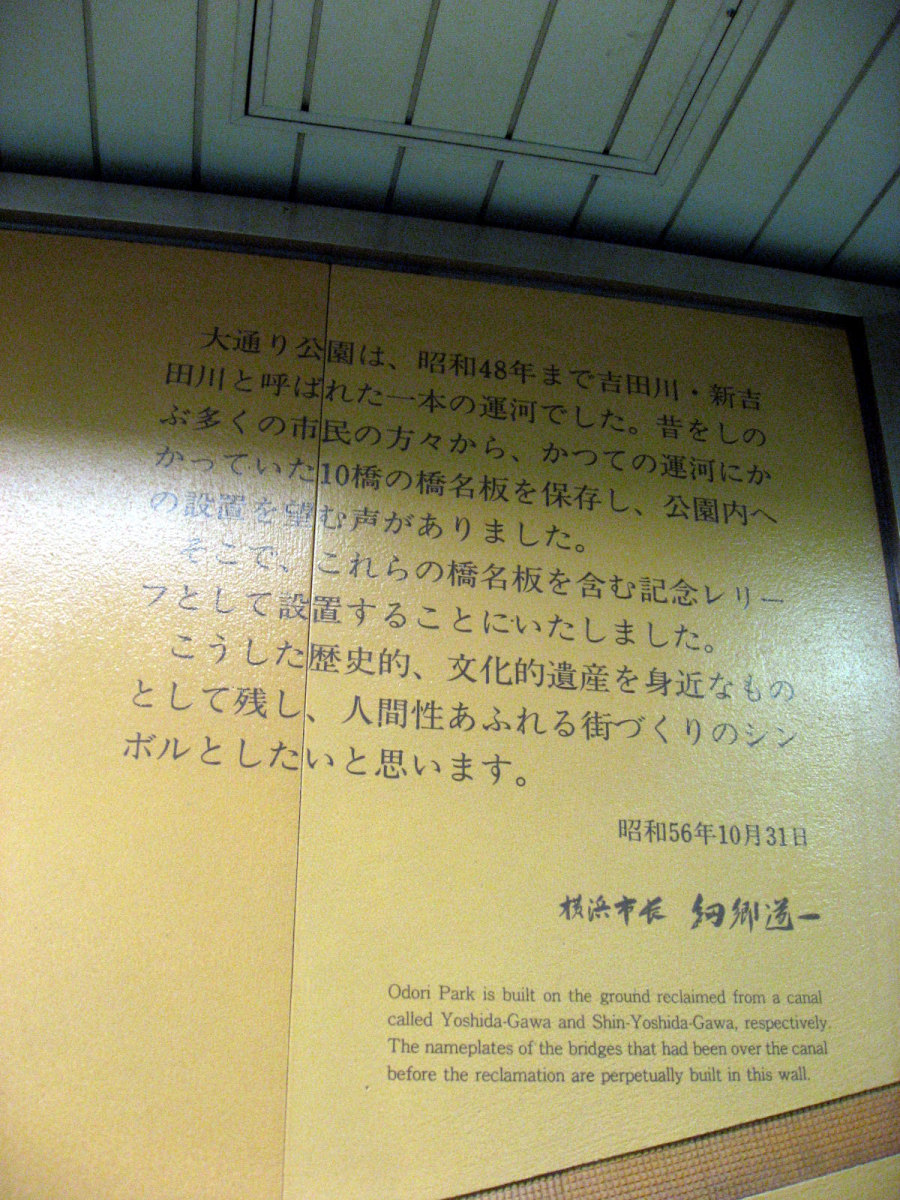 大通り公園は、昭和48年まで吉田川・新吉
田川と呼ばれた一本の運河でした。昔をしの
ぶ多くの市民の方々から、かつての運河にか
かっていた10橋の橋名板を保存し、公園内へ
の設置を望む声がありました。
そこで、これらの橋名板を含む記念レリー
フとして設置することにいたしました。
こうした歴史的、文化的遺産を身近なもの
として残し、人間性あふれる街づくりのシン
ボルとしたいと思います。
昭和56年10月31日
横浜市長 細郷道一
Odori Park is built on the ground reclaimed from a canal
called Yoshida-Gawa and Shin-Yoshida-Gawa, respectively.
The nameplates of the bridges that had been over the canal
before the reclamation are perpetually built in this wall.